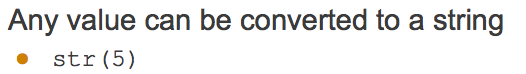 Any value can be converted to a string
• str(5)